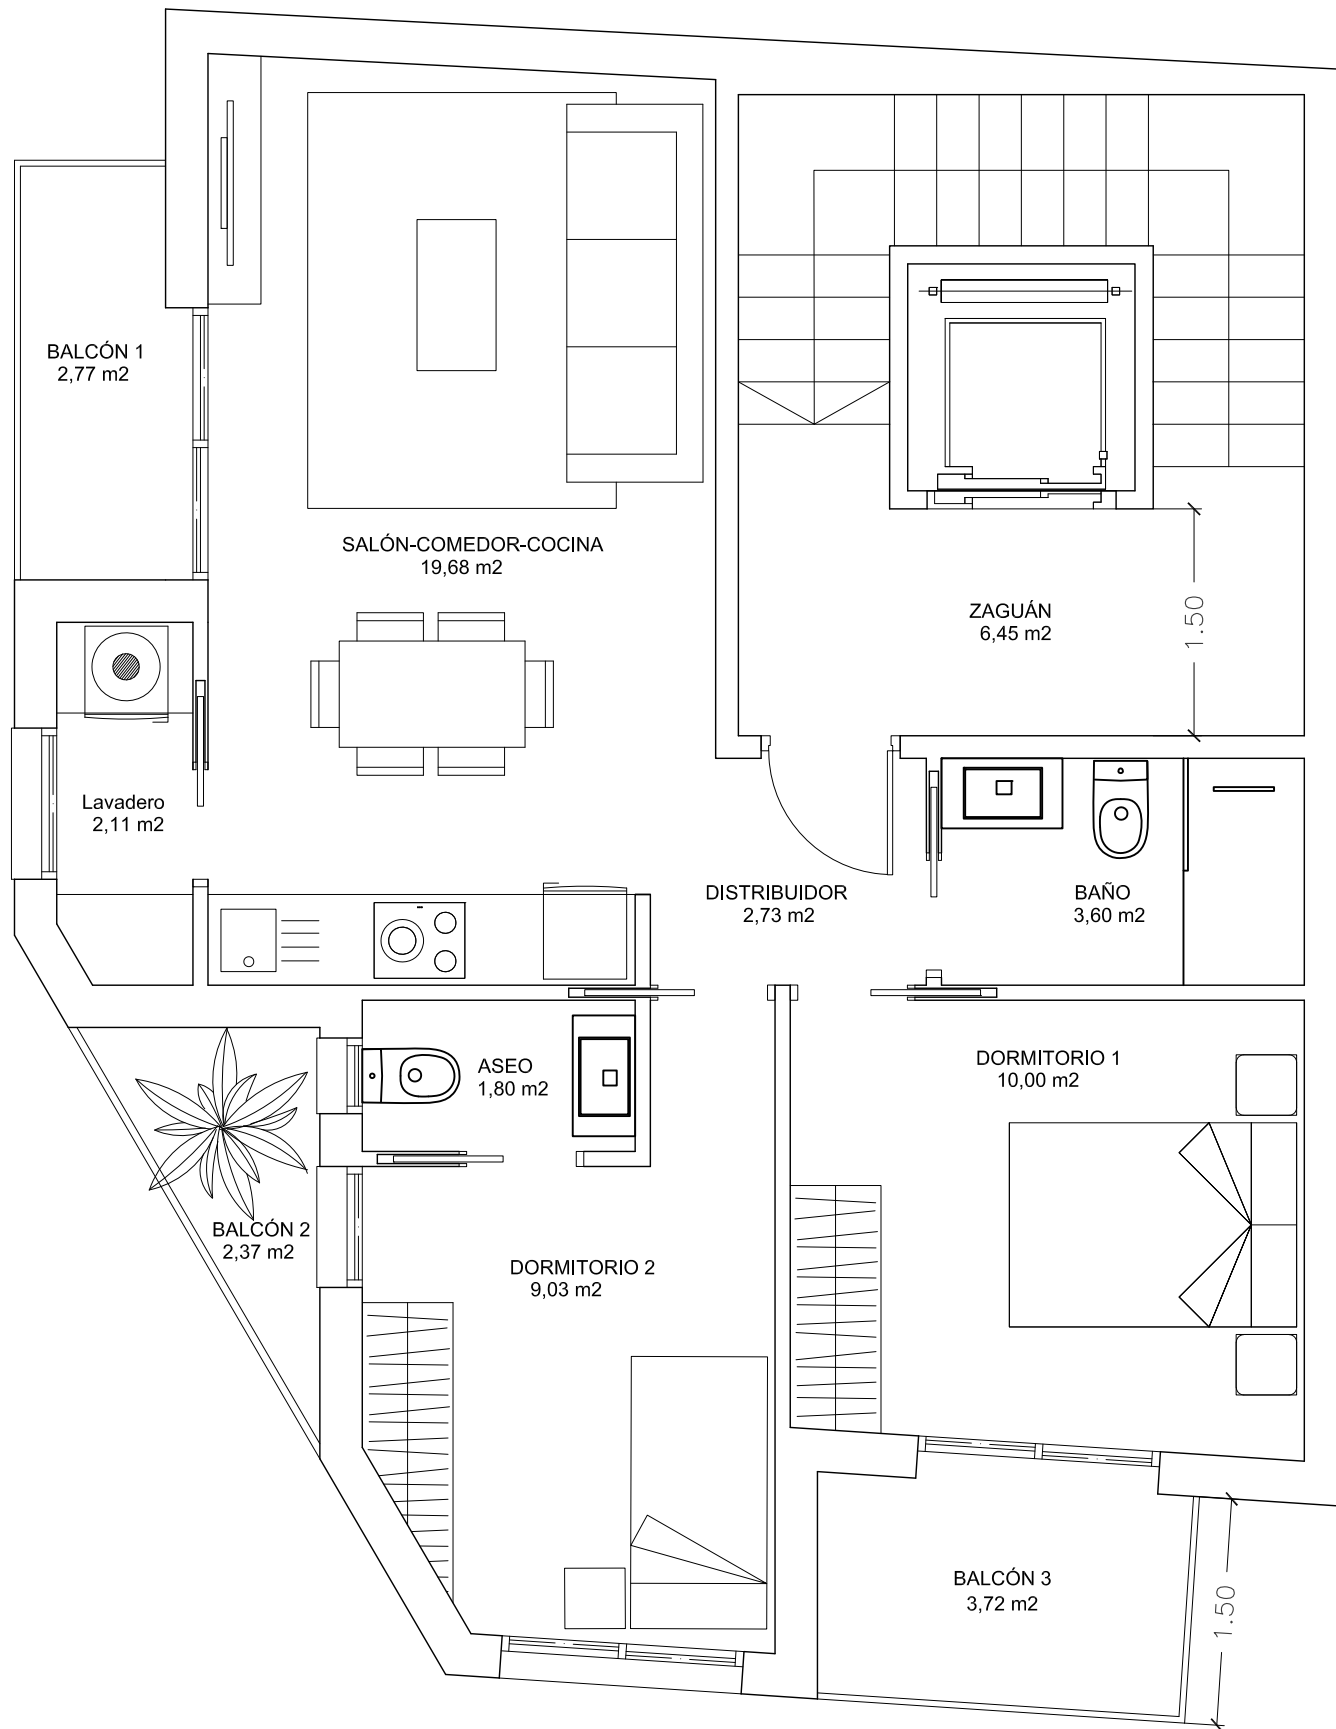 BALCÓN 1
2,77 m2
SALÓN-COMEDOR-COCINA
19,68 m2
ZAGUÁN
6,45 m2
1.50
Lavadero
2,11 m2
DISTRIBUIDOR
2,73 m2
BAÑO
3,60 m2
ASEO
1,80 m2
DORMITORIO 1
10,00 m2
BALCÓN 2
2,37 m2
DORMITORIO 2
9,03 m2
BALCÓN 3
3,72 m2
1.50